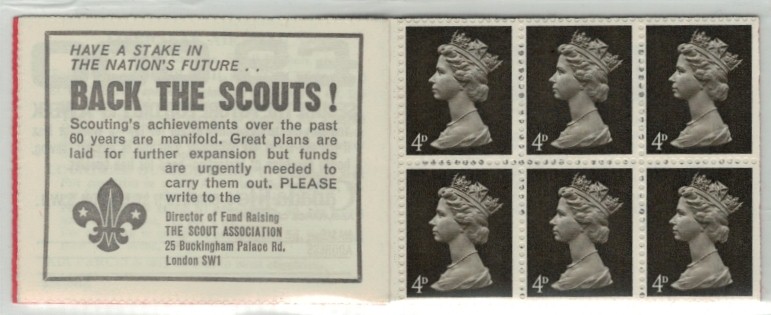 HAVE A STAKE IN
THE NATION'S FUTURE . .
BACK THE SCOUTS!
Scouting's achievements over the past
60 years are manifold. Great plans are
laid for further expansion but funds
are urgently needed to
carry them out. PLEASE
write to the
Director of Fund Raising
THE SCOUT ASSOCIATION
25 Buckingham Palace Rd.
London SW1
4D
4D
4D
4D
4D
4D